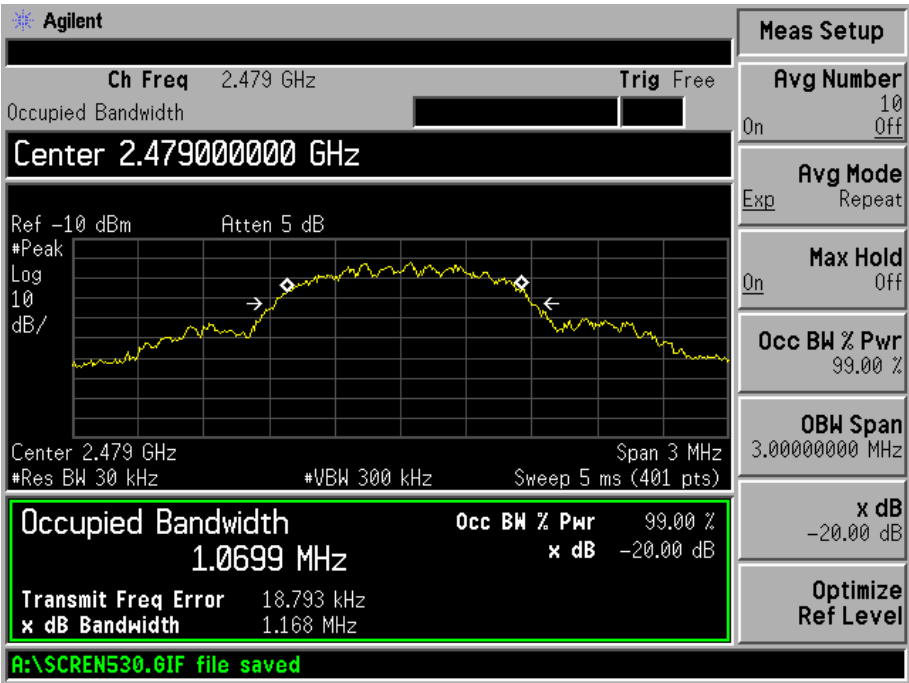 Agilent
Ch Freq 2.479 GHz Trig Free
Occupied Bandwidth
Center 2.479000000 GHz
Ref -10 dBm Atten 5 dB
#Peak
Log
10
dB/
Center 2.479 GHz Span 3 MHz
#Res BW 30 kHz #VBW 300 kHz Sweep 5 ms (401 pts)
Occupied Bandwidth Occ BW % Pwr 99.00 %
1.0699 MHz x dB -20.00 dB
Transmit Freq Error 18.793 kHz
x dB Bandwidth 1.168 MHz
A:\SCREN530.GIF file saved
Meas Setup
Avg Number
10
On Off
Avg Mode
Exp Repeat
Max Hold
On Off
Occ BW % Pwr
99.00 %
OBW Span
3.00000000 MHz
x dB
-20.00 dB
Optimize
Ref Level